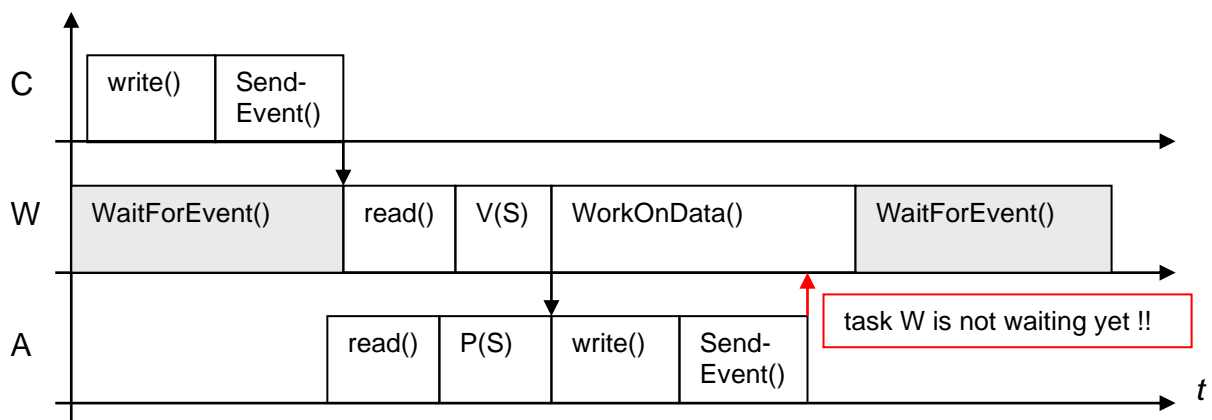 C
write()
Send-
Event()
W
WaitForEvent()
read()
V(S)
WorkOnData()
WaitForEvent()
task W is not waiting yet !!
A
read()
P(S)
write()
Send-
Event()
t